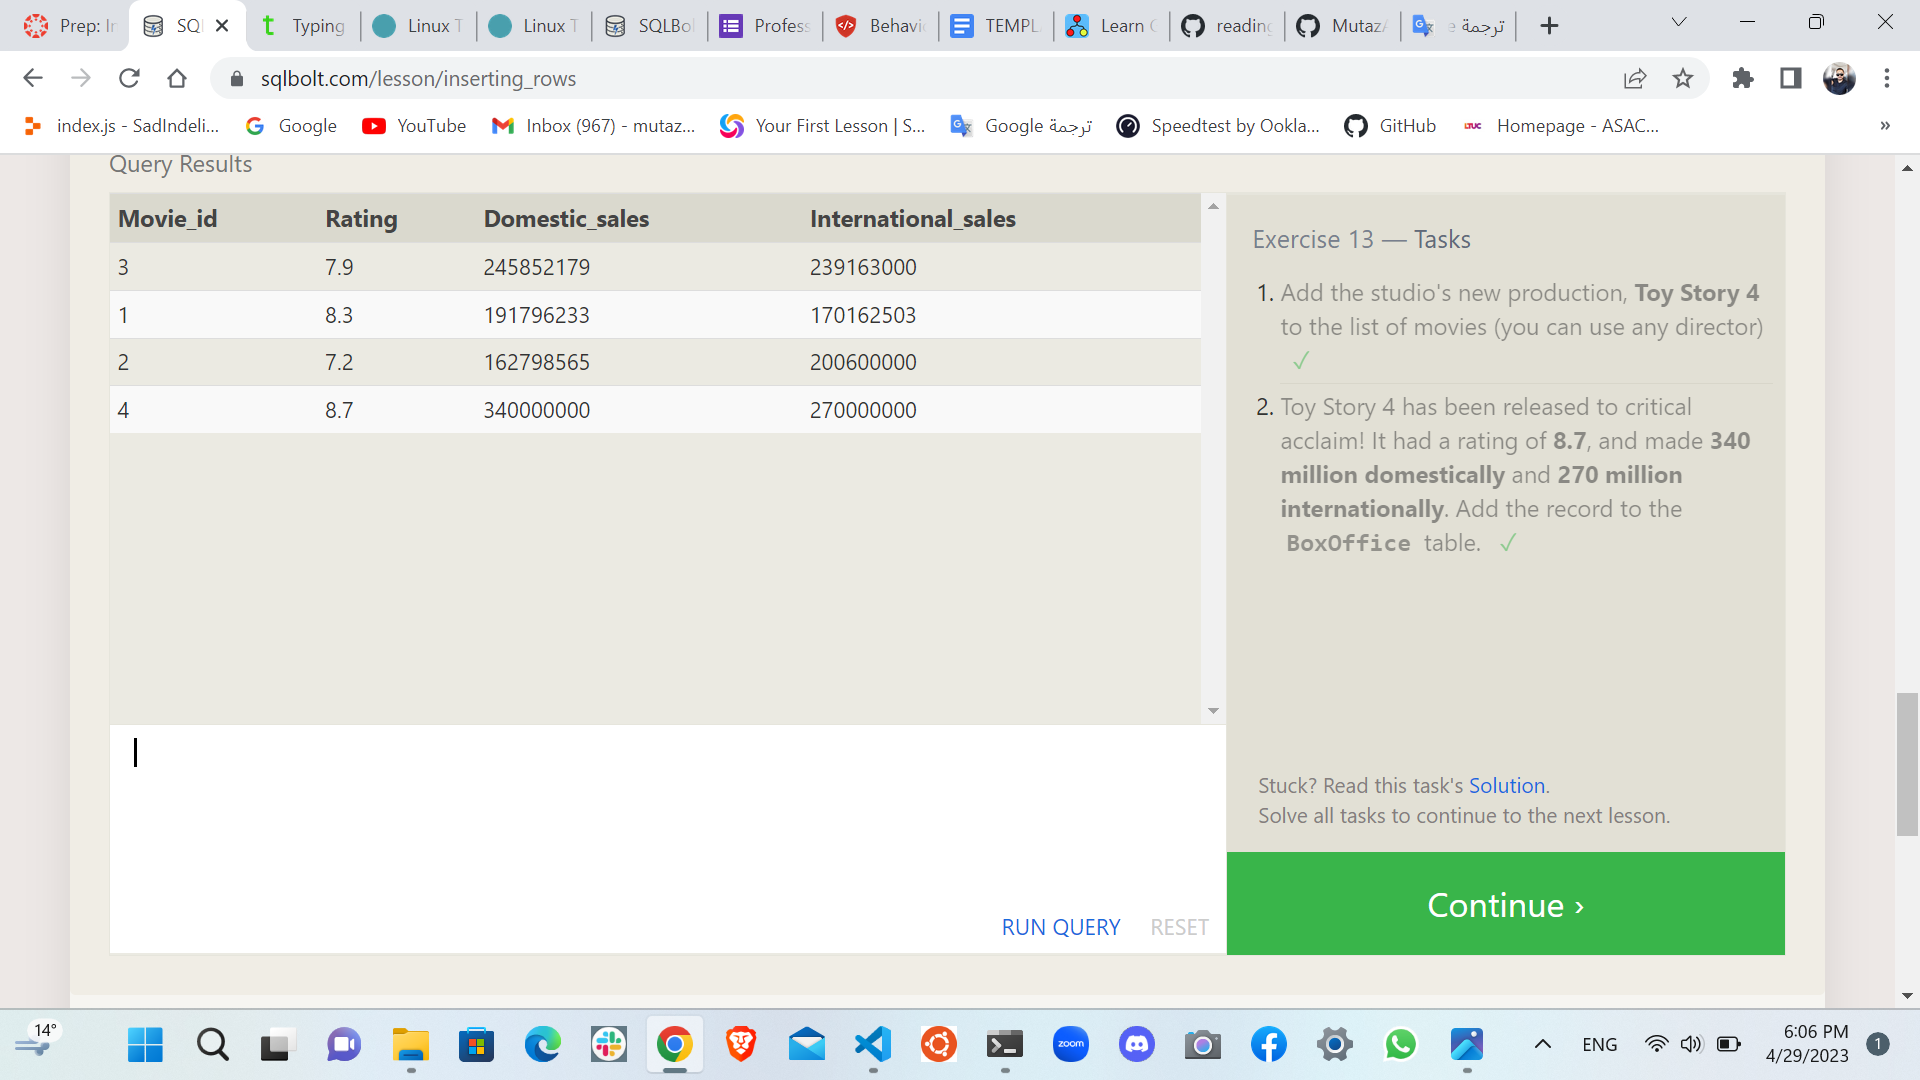 Prep: Ir
SQL
Typing
Linux T
Linux T
SQLBol
Profess
Behavi
TEMPL
Learn
reading
MutazA
ترجمة e
sqlbolt.com/lesson/inserting_rows
index.js - SadIndeli...
Google
YouTube
Inbox (967) - mutaz...
Your First Lesson | S...
ترجمة Google
Speedtest by Ookla...
GitHub
LTUC
Homepage - ASAC...
»
Query Results
Movie_id Rating Domestic_sales International_sales
3 7.9 245852179 239163000
1 8.3 191796233 170162503
2 7.2 162798565 200600000
4 8.7 340000000 270000000
Exercise 13 — Tasks
1. Add the studio's new production, Toy Story 4
to the list of movies (you can use any director)
✓
2. Toy Story 4 has been released to critical
acclaim! It had a rating of 8.7, and made 340
million domestically and 270 million
internationally. Add the record to the
BoxOffice table. ✓
Stuck? Read this task's Solution.
Solve all tasks to continue to the next lesson.
RUN QUERY RESET
Continue ›
14°
zoom
ENG
6:06 PM
4/29/2023
1